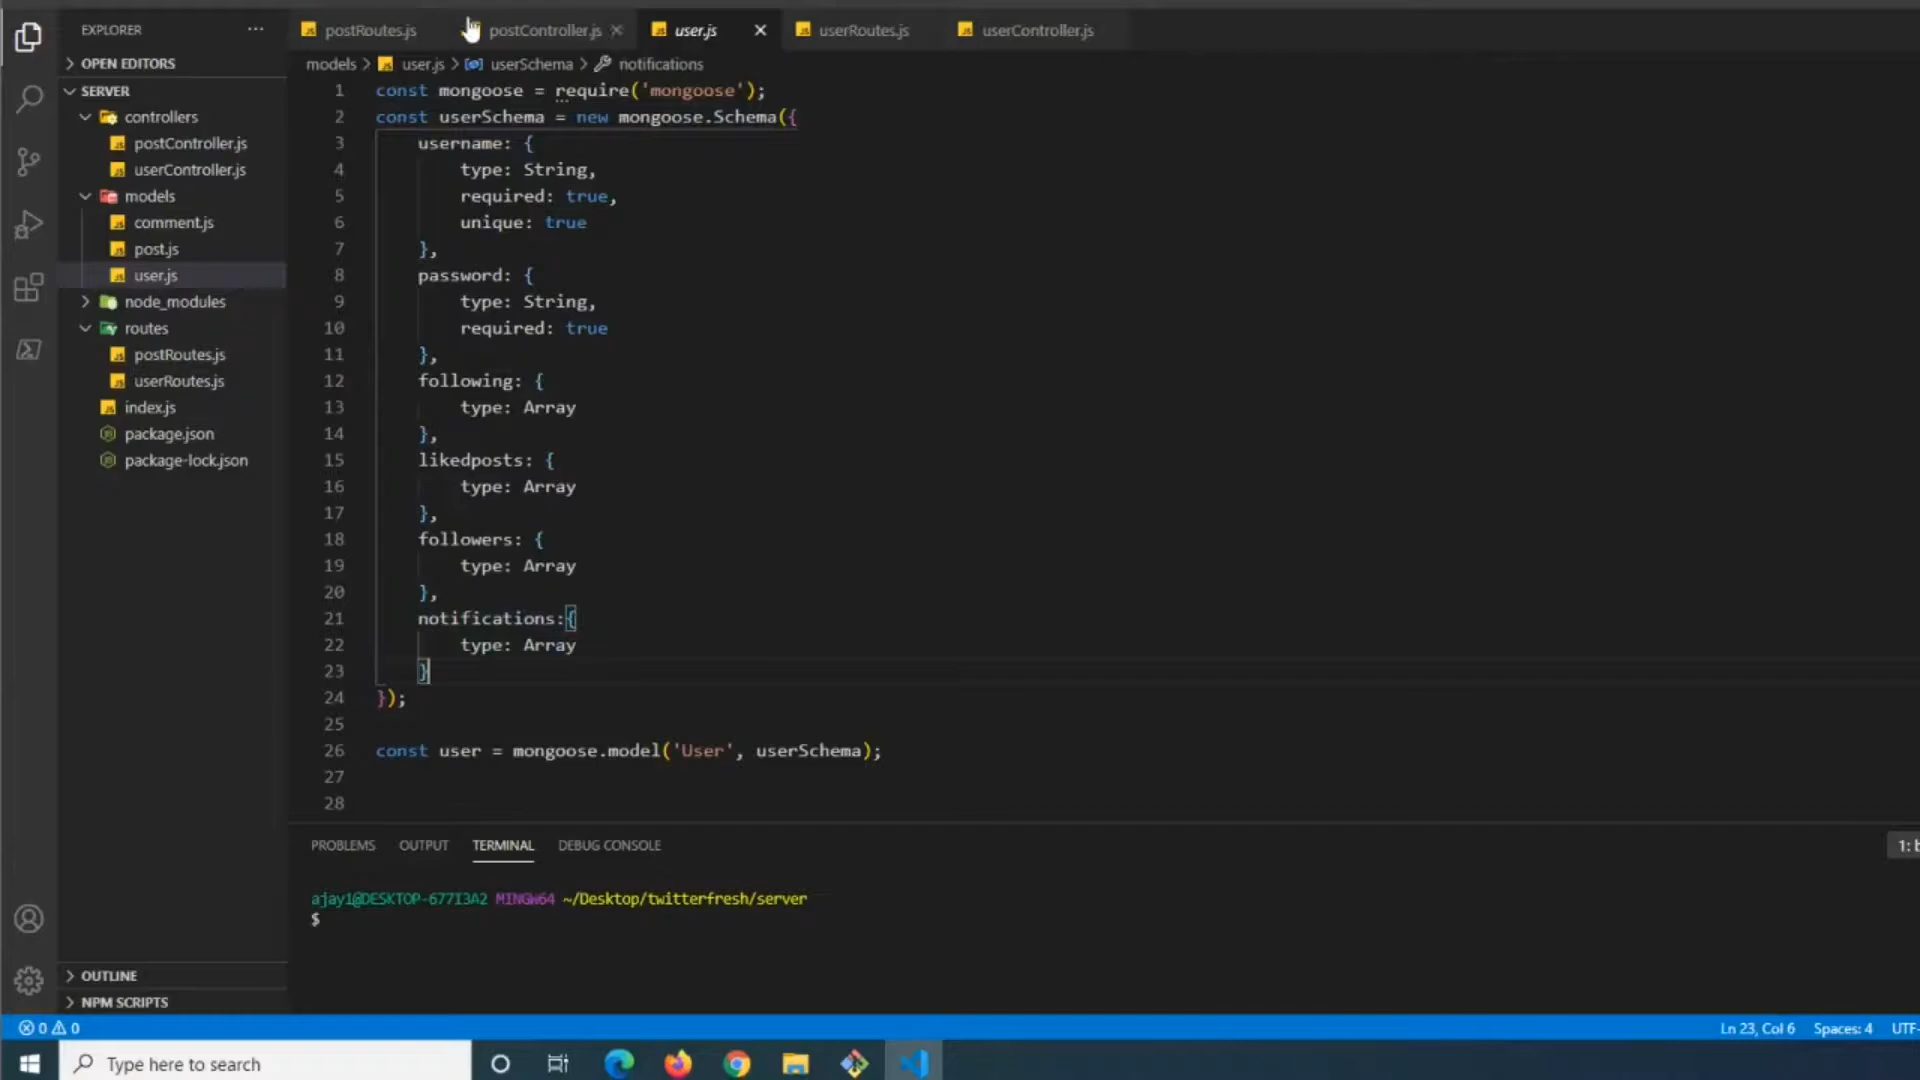 EXPLORER
OPEN EDITORS
SERVER
controllers
postController.js
userController.js
models
comment.js
post.js
user.js
node_modules
routes
postRoutes.js
userRoutes.js
index.js
package.json
package-lock.json
OUTLINE
NPM SCRIPTS
postRoutes.js
postController.js
user.js
userRoutes.js
userController.js
models > user.js > userSchema > notifications
1 const mongoose = require('mongoose');
2 const userSchema = new mongoose.Schema({
3 username: {
4 type: String,
5 required: true,
6 unique: true
7 },
8 password: {
9 type: String,
10 required: true
11 },
12 following: {
13 type: Array
14 },
15 likedposts: {
16 type: Array
17 },
18 followers: {
19 type: Array
20 },
21 notifications:{
22 type: Array
23 }
24 });
25
26 const user = mongoose.model('User', userSchema);
27
28
PROBLEMS OUTPUT TERMINAL DEBUG CONSOLE
1: b
ajay1@DESKTOP-677I3A2 MINGW64 ~/Desktop/twitterfresh/server
$
0 0
Ln 23, Col 6 Spaces: 4 UTF-
Type here to search